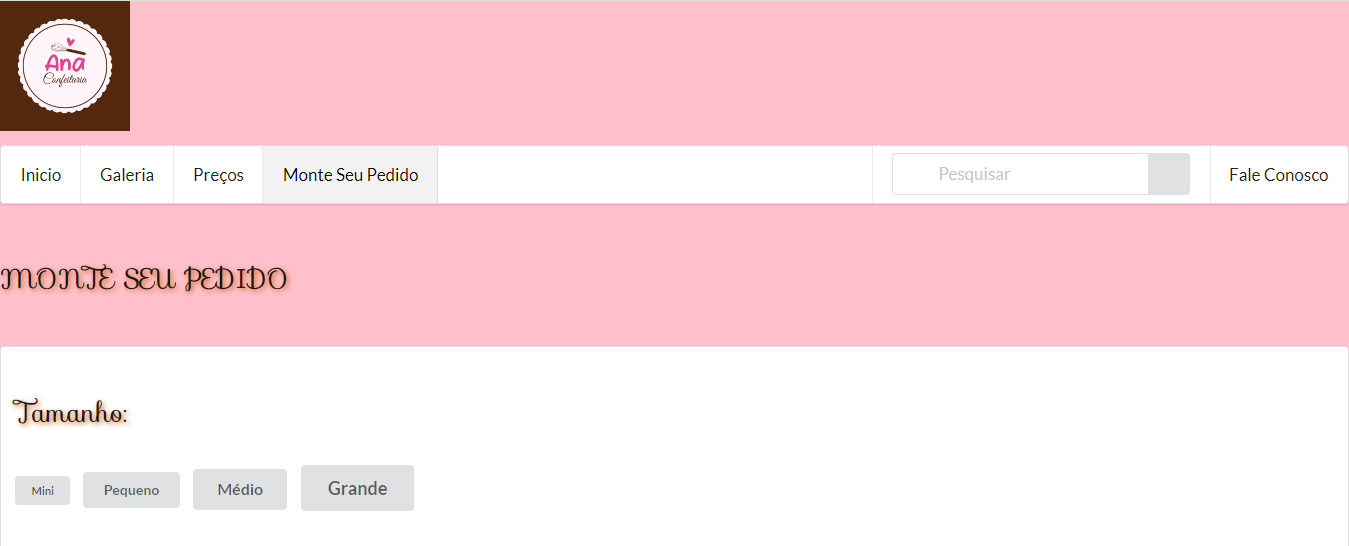 Ana
Confeitaria
Inicio Galeria Preços Monte Seu Pedido Pesquisar Fale Conosco
MONTE SEU PEDIDO
Tamanho:
Mini Pequeno Médio Grande